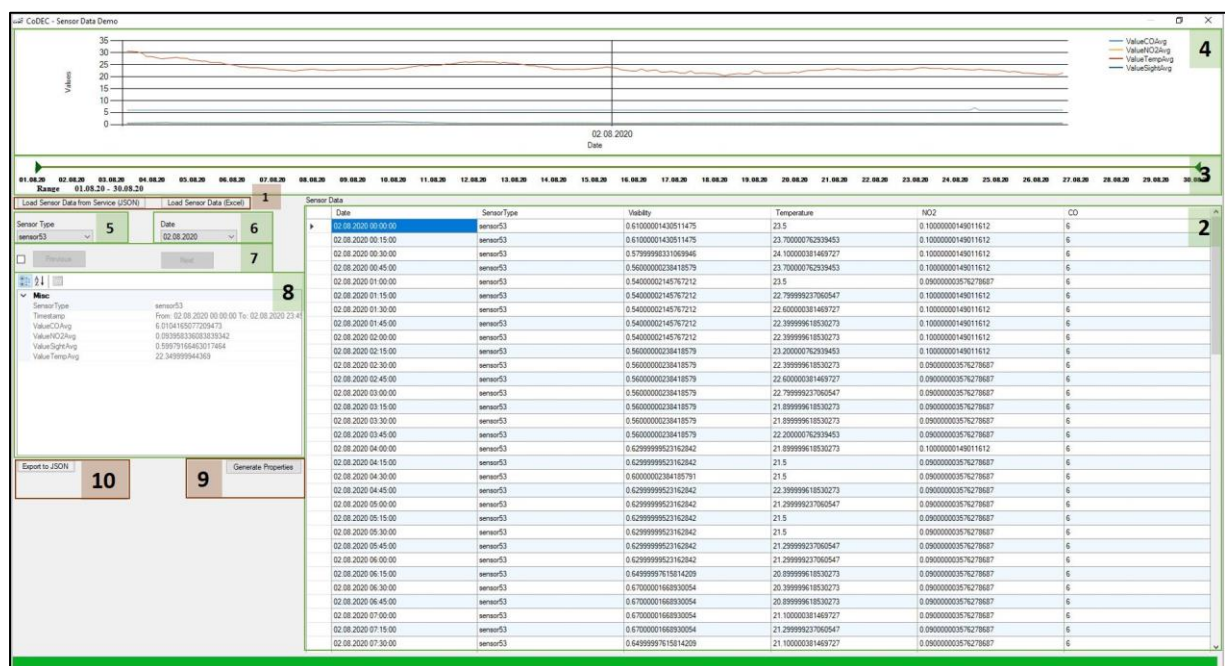 CoDEC - Sensor Data Demo
35
30
25
20
15
10
5
0
Values
02.08.2020
Date
ValueCOAvg
ValueNO2Avg
ValueTempAvg
ValueSightAvg
4
01.08.20 02.08.20 03.08.20 04.08.20 05.08.20 06.08.20 07.08.20 08.08.20 09.08.20 10.08.20 11.08.20 12.08.20 13.08.20 14.08.20 15.08.20 16.08.20 17.08.20 18.08.20 19.08.20 20.08.20 21.08.20 22.08.20 23.08.20 24.08.20 25.08.20 26.08.20 27.08.20 28.08.20 29.08.20 30.08.20
Range 01.08.20 - 30.08.20
3
Load Sensor Data from Service (JSON) Load Sensor Data (Excel) 1
Sensor Type
sensor53
5
Date
02.08.2020
6
Previous Next 7
8
Misc
SensorType sensor53
Timestamp From: 02.08.2020 00:00:00 To: 02.08.2020 23:45
ValueCOAvg 6.0104165077209473
ValueNO2Avg 0.093958336083839342
ValueSightAvg 0.59979166463017464
ValueTempAvg 22.349999944369
Export to JSON 10
9 Generate Properties
Sensor Data
Date SensorType Visibility Temperature NO2 CO
2
02.08.2020 00:00:00 sensor53 0.61000001430511475 23.5 0.10000000149011612 6
02.08.2020 00:15:00 sensor53 0.61000001430511475 23.700000762939453 0.10000000149011612 6
02.08.2020 00:30:00 sensor53 0.57999998331069946 24.100000381469727 0.10000000149011612 6
02.08.2020 00:45:00 sensor53 0.56000000238418579 23.700000762939453 0.10000000149011612 6
02.08.2020 01:00:00 sensor53 0.54000002145767212 23.5 0.090000003576278687 6
02.08.2020 01:15:00 sensor53 0.54000002145767212 22.799999237060547 0.10000000149011612 6
02.08.2020 01:30:00 sensor53 0.54000002145767212 22.600000381469727 0.10000000149011612 6
02.08.2020 01:45:00 sensor53 0.54000002145767212 22.399999618530273 0.10000000149011612 6
02.08.2020 02:00:00 sensor53 0.54000002145767212 22.399999618530273 0.10000000149011612 6
02.08.2020 02:15:00 sensor53 0.56000000238418579 23.200000762939453 0.10000000149011612 6
02.08.2020 02:30:00 sensor53 0.56000000238418579 22.399999618530273 0.090000003576278687 6
02.08.2020 02:45:00 sensor53 0.56000000238418579 22.600000381469727 0.090000003576278687 6
02.08.2020 03:00:00 sensor53 0.56000000238418579 22.799999237060547 0.090000003576278687 6
02.08.2020 03:15:00 sensor53 0.56000000238418579 21.899999618530273 0.090000003576278687 6
02.08.2020 03:30:00 sensor53 0.56000000238418579 21.899999618530273 0.090000003576278687 6
02.08.2020 03:45:00 sensor53 0.56000000238418579 22.200000762939453 0.090000003576278687 6
02.08.2020 04:00:00 sensor53 0.62999999523162842 21.899999618530273 0.10000000149011612 6
02.08.2020 04:15:00 sensor53 0.62999999523162842 21.5 0.090000003576278687 6
02.08.2020 04:30:00 sensor53 0.60000002384185791 21.5 0.090000003576278687 6
02.08.2020 04:45:00 sensor53 0.62999999523162842 22.399999618530273 0.090000003576278687 6
02.08.2020 05:00:00 sensor53 0.62999999523162842 21.299999237060547 0.090000003576278687 6
02.08.2020 05:15:00 sensor53 0.62999999523162842 21.5 0.090000003576278687 6
02.08.2020 05:30:00 sensor53 0.62999999523162842 21.5 0.090000003576278687 6
02.08.2020 05:45:00 sensor53 0.62999999523162842 21.299999237060547 0.090000003576278687 6
02.08.2020 06:00:00 sensor53 0.62999999523162842 21.299999237060547 0.090000003576278687 6
02.08.2020 06:15:00 sensor53 0.64999997615814209 20.899999618530273 0.090000003576278687 6
02.08.2020 06:30:00 sensor53 0.67000001668930054 20.399999618530273 0.090000003576278687 6
02.08.2020 06:45:00 sensor53 0.67000001668930054 20.899999618530273 0.090000003576278687 6
02.08.2020 07:00:00 sensor53 0.67000001668930054 21.100000381469727 0.090000003576278687 6
02.08.2020 07:15:00 sensor53 0.67000001668930054 21.299999237060547 0.090000003576278687 6
02.08.2020 07:30:00 sensor53 0.64999997615814209 21.100000381469727 0.090000003576278687 6